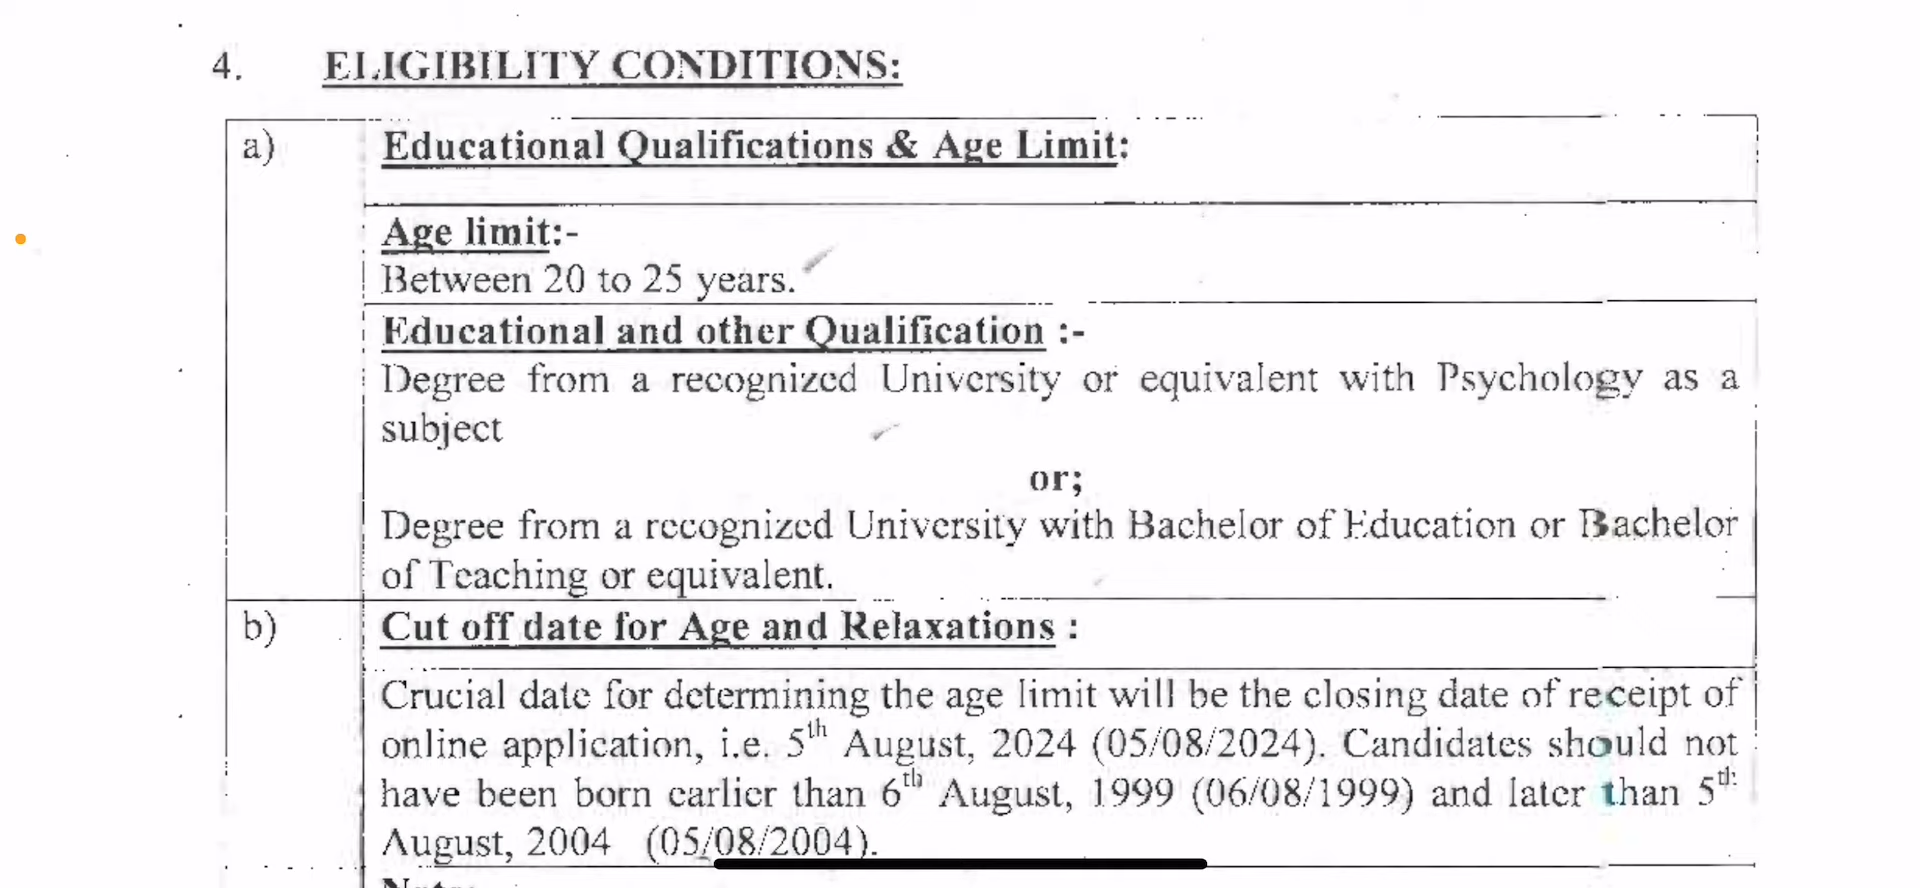 4. ELIGIBILITY CONDITIONS:
a) Educational Qualifications & Age Limit:
Age limit:-
Between 20 to 25 years.
Educational and other Qualification :-
Degree from a recognized University or equivalent with Psychology as a
subject
or;
Degree from a recognized University with Bachelor of Education or Bachelor
of Teaching or equivalent.
b) Cut off date for Age and Relaxations :
Crucial date for determining the age limit will be the closing date of receipt of
online application, i.e. 5th August, 2024 (05/08/2024). Candidates should not
have been born earlier than 6th August, 1999 (06/08/1999) and later than 5th
August, 2004 (05/08/2004).